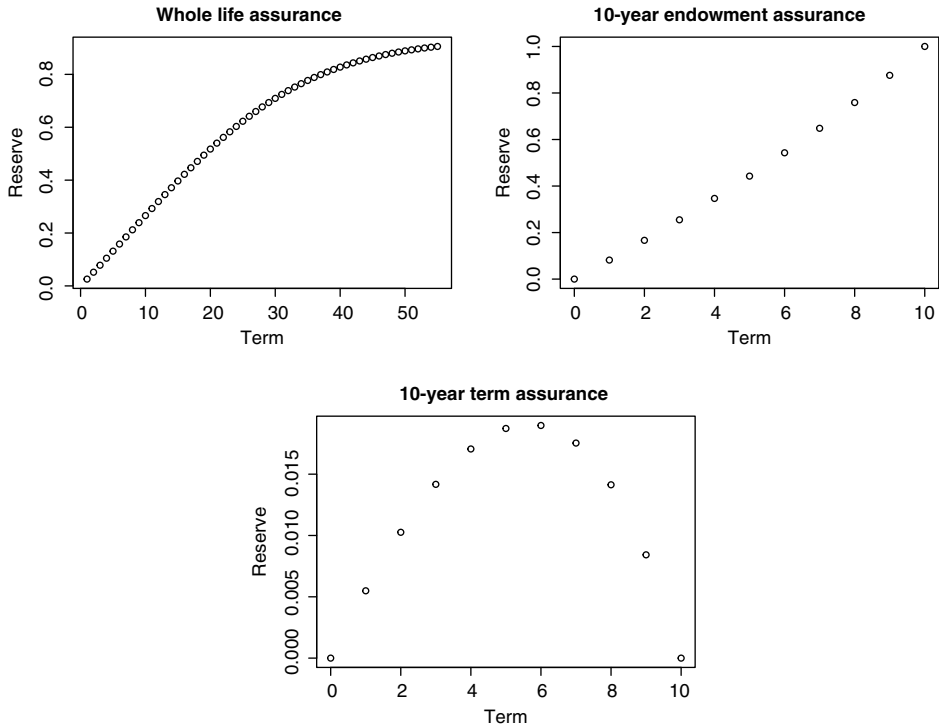 Whole life assurance
Reserve
0.0 0.2 0.4 0.6 0.8
0 10 20 30 40 50
Term
10-year endowment assurance
Reserve
0.0 0.2 0.4 0.6 0.8 1.0
0 2 4 6 8 10
Term
10-year term assurance
Reserve
0.000 0.005 0.010 0.015
0 2 4 6 8 10
Term